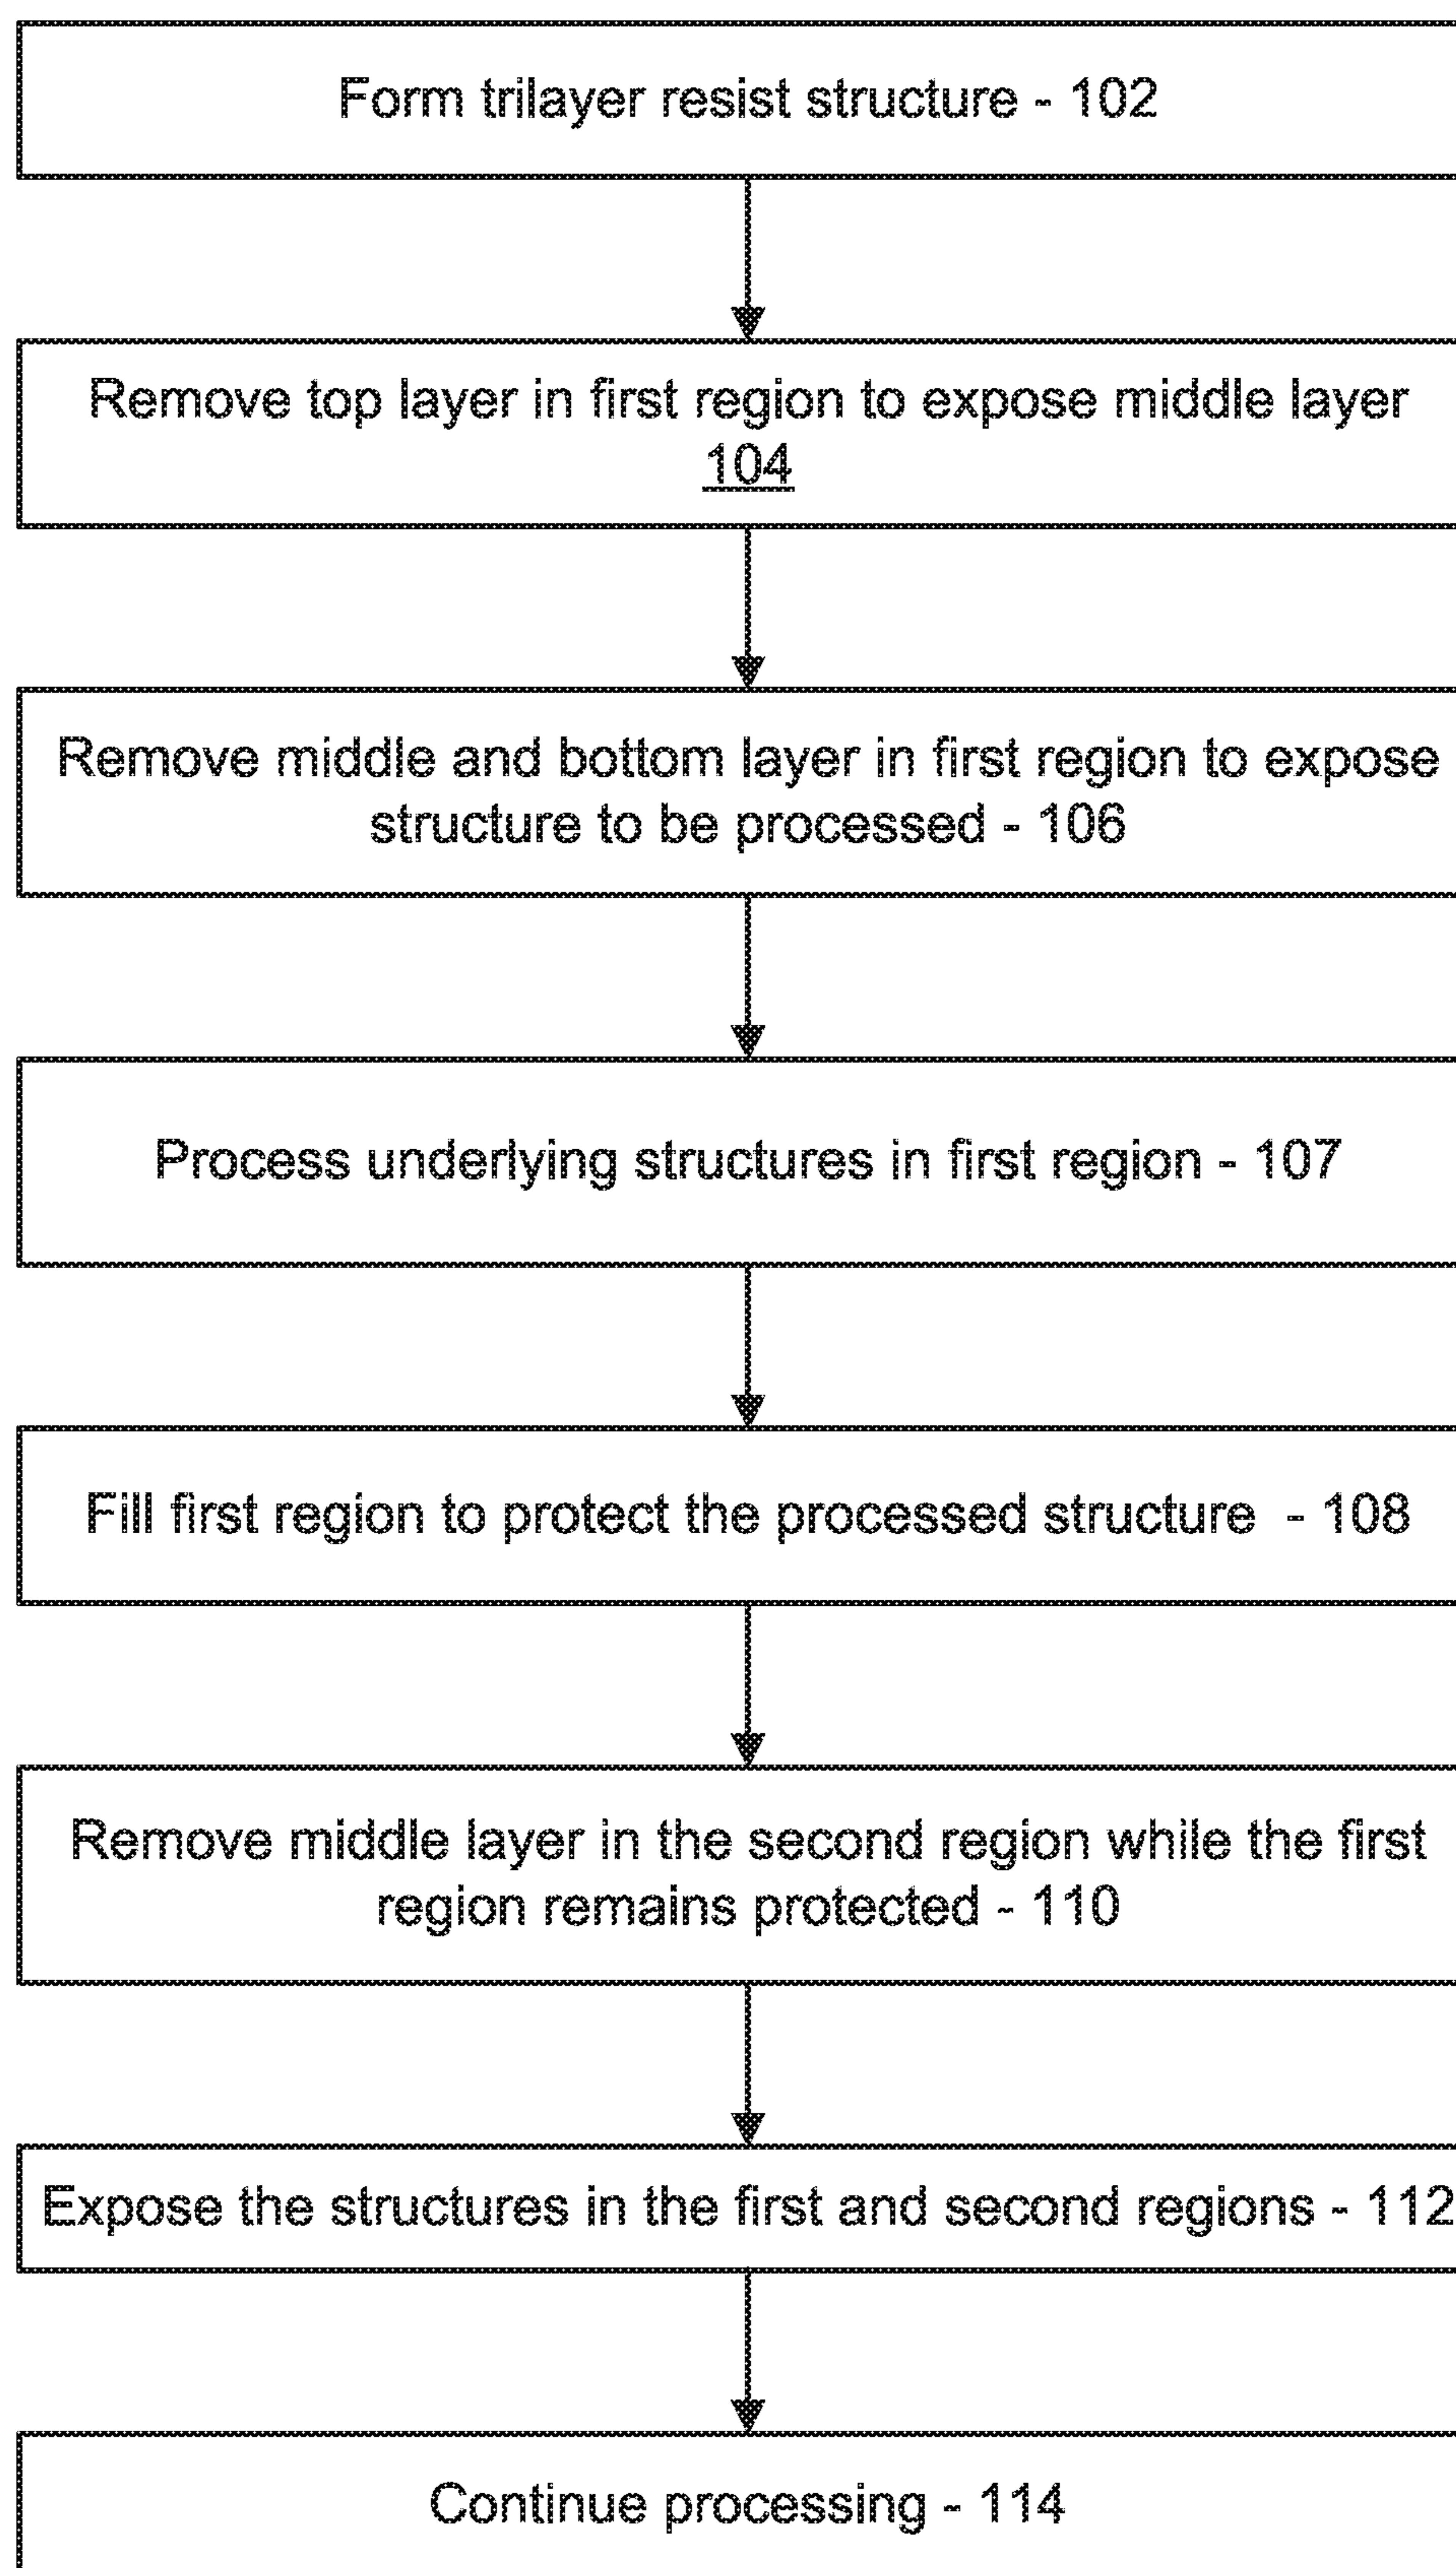 Form trilayer resist structure - 102
Remove top layer in first region to expose middle layer
104
Remove middle and bottom layer in first region to expose
structure to be processed - 106
Process underlying structures in first region - 107
Fill first region to protect the processed structure - 108
Remove middle layer in the second region while the first
region remains protected - 110
Expose the structures in the first and second regions - 112
Continue processing - 114